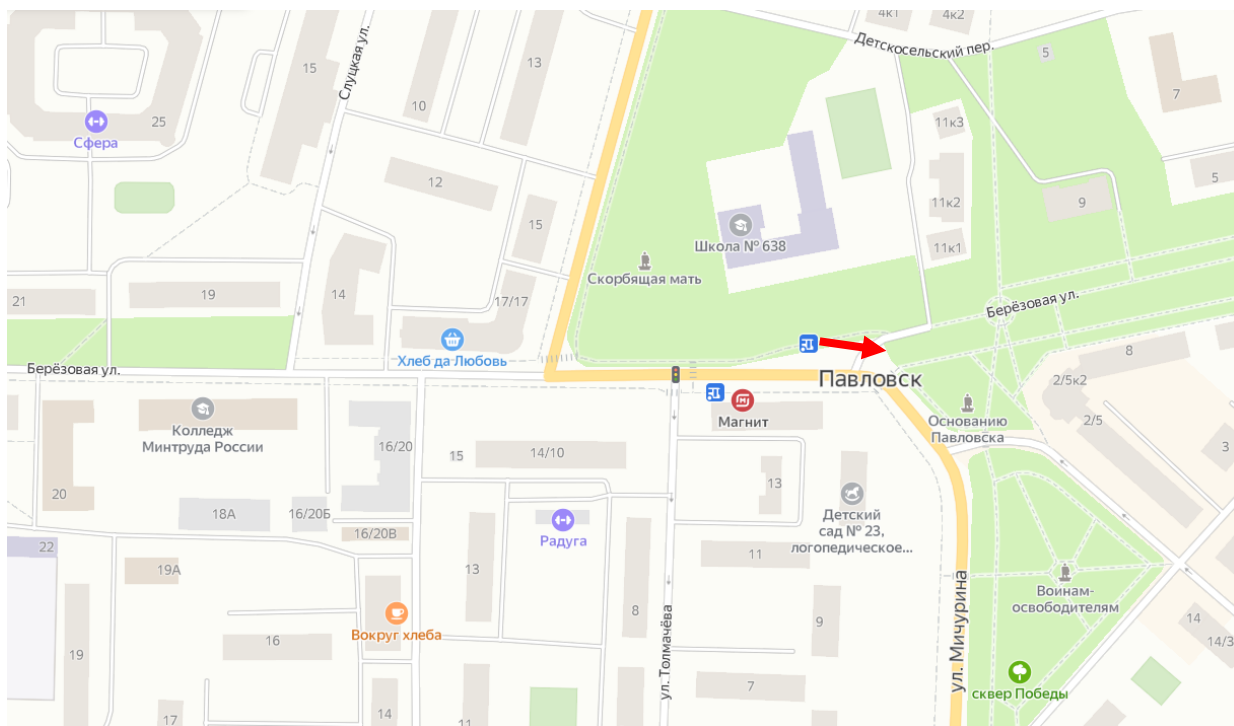 4к1
4к2
Детскосельский пер.
5
15
Слуцкая ул.
13
10
7
25
Сфера
11к3
12
5
11к2
9
15
Школа № 638
11к1
Скорбящая мать
21
19
14
17/17
Берёзовая ул.
Хлеб да Любовь
Берёзовая ул.
8
Павловск
2/5к2
Магнит
Основанию
Павловска
2/5
3
Колледж
Минтруда России
16/20
15
14/10
20
18А
16/20Б
13
Детский
сад № 23,
логопедическое...
16/20В
Радуга
22
19А
13
11
Воинам-
освободителям
Вокруг хлеба
8
9
14
14/3
16
19
ул. Толмачёва
ул. Мичурина
7
сквер Победы
17
14
11